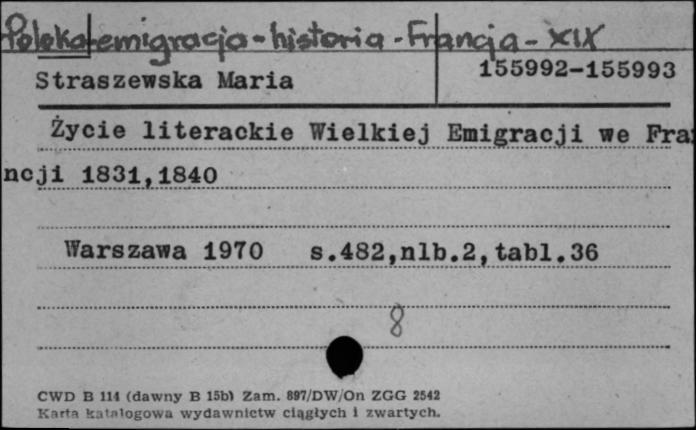 Polska-emigracja-historia-Francja-XIX
Straszewska Maria 155992-155993
Życie literackie Wielkiej Emigracji we Fra
ncji 1831,1840
Warszawa 1970 s.482,nlb.2,tabl.36
8
CWD B 114 (dawny B 15b) Zam. 897/DW/On ZGG 2542
Karta katalogowa wydawnictw ciągłych i zwartych.